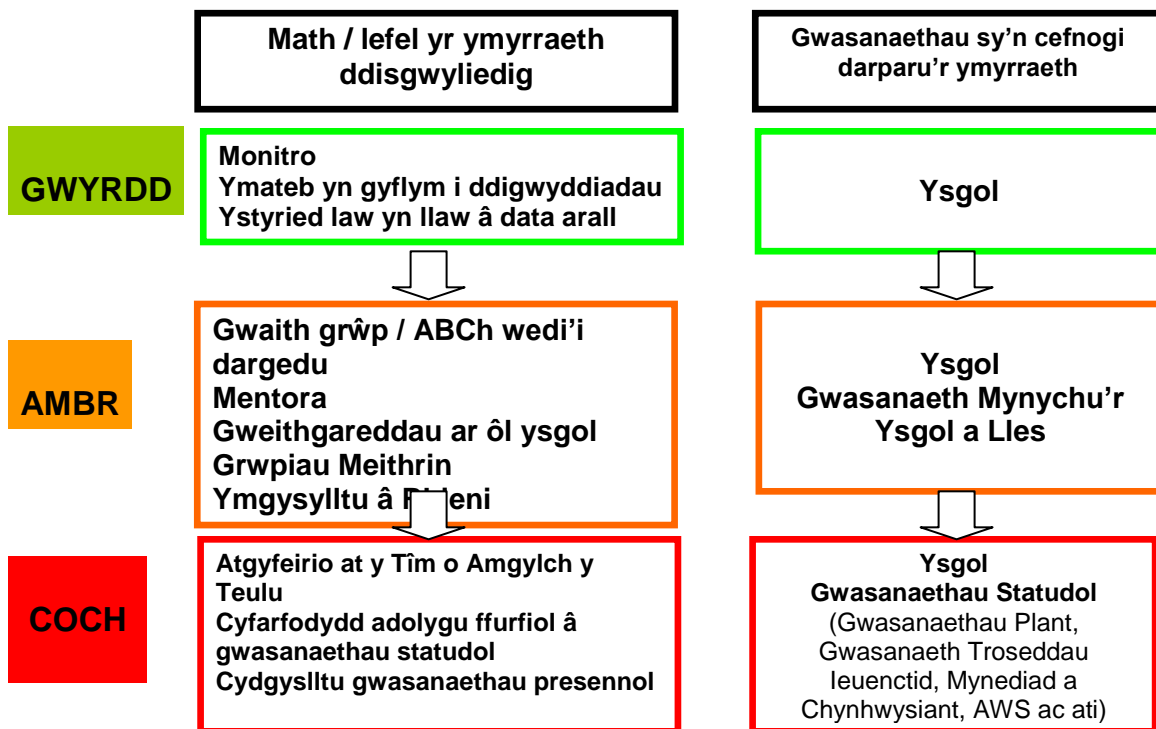 Math / lefel yr ymyrraeth
ddisgwyliedig
Gwasanaethau sy'n cefnogi
darparu'r ymyrraeth
GWYRDD
Monitro
Ymateb yn gyflym i ddigwyddiadau
Ystyried law yn llaw â data arall
Ysgol
AMBR
Gwaith grŵp / ABCh wedi'i
dargedu
Mentora
Gweithgareddau ar ôl ysgol
Grwpiau Meithrin
Ymgysylltu â
Ysgol
Gwasanaeth Mynychu'r
Ysgol a Lles
COCH
Atgyfeirio at y Tîm o Amgylch y
Teulu
Cyfarfodydd adolygu ffurfiol â
gwasanaethau statudol
Cydgyslltu gwasanaethau presennol
Ysgol
Gwasanaethau Statudol
(Gwasanaethau Plant,
Gwasanaeth Troseddau
Ieuenctid, Mynediad a
Chynhwysiant, AWS ac ati)